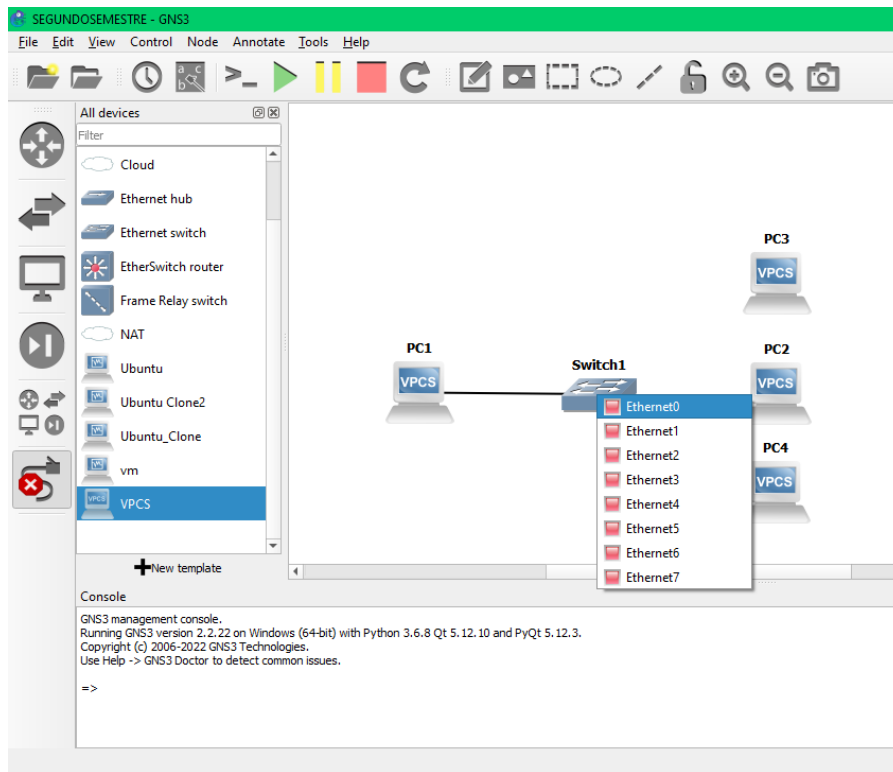 SEGUNDOSEMESTRE - GNS3
File Edit View Control Node Annotate Tools Help
a c
b
>_
All devices
Filter
Cloud
Ethernet hub
Ethernet switch
EtherSwitch router
Frame Relay switch
NAT
Ubuntu
Ubuntu Clone2
Ubuntu_Clone
vm
VPCS
VPCS
New template
PC3
VPCS
PC1
VPCS
Switch1
PC2
VPCS
PC4
VPCS
Ethernet0
Ethernet1
Ethernet2
Ethernet3
Ethernet4
Ethernet5
Ethernet6
Ethernet7
Console
GNS3 management console.
Running GNS3 version 2.2.22 on Windows (64-bit) with Python 3.6.8 Qt 5.12.10 and PyQt 5.12.3.
Copyright (c) 2006-2022 GNS3 Technologies.
Use Help -> GNS3 Doctor to detect common issues.
=>